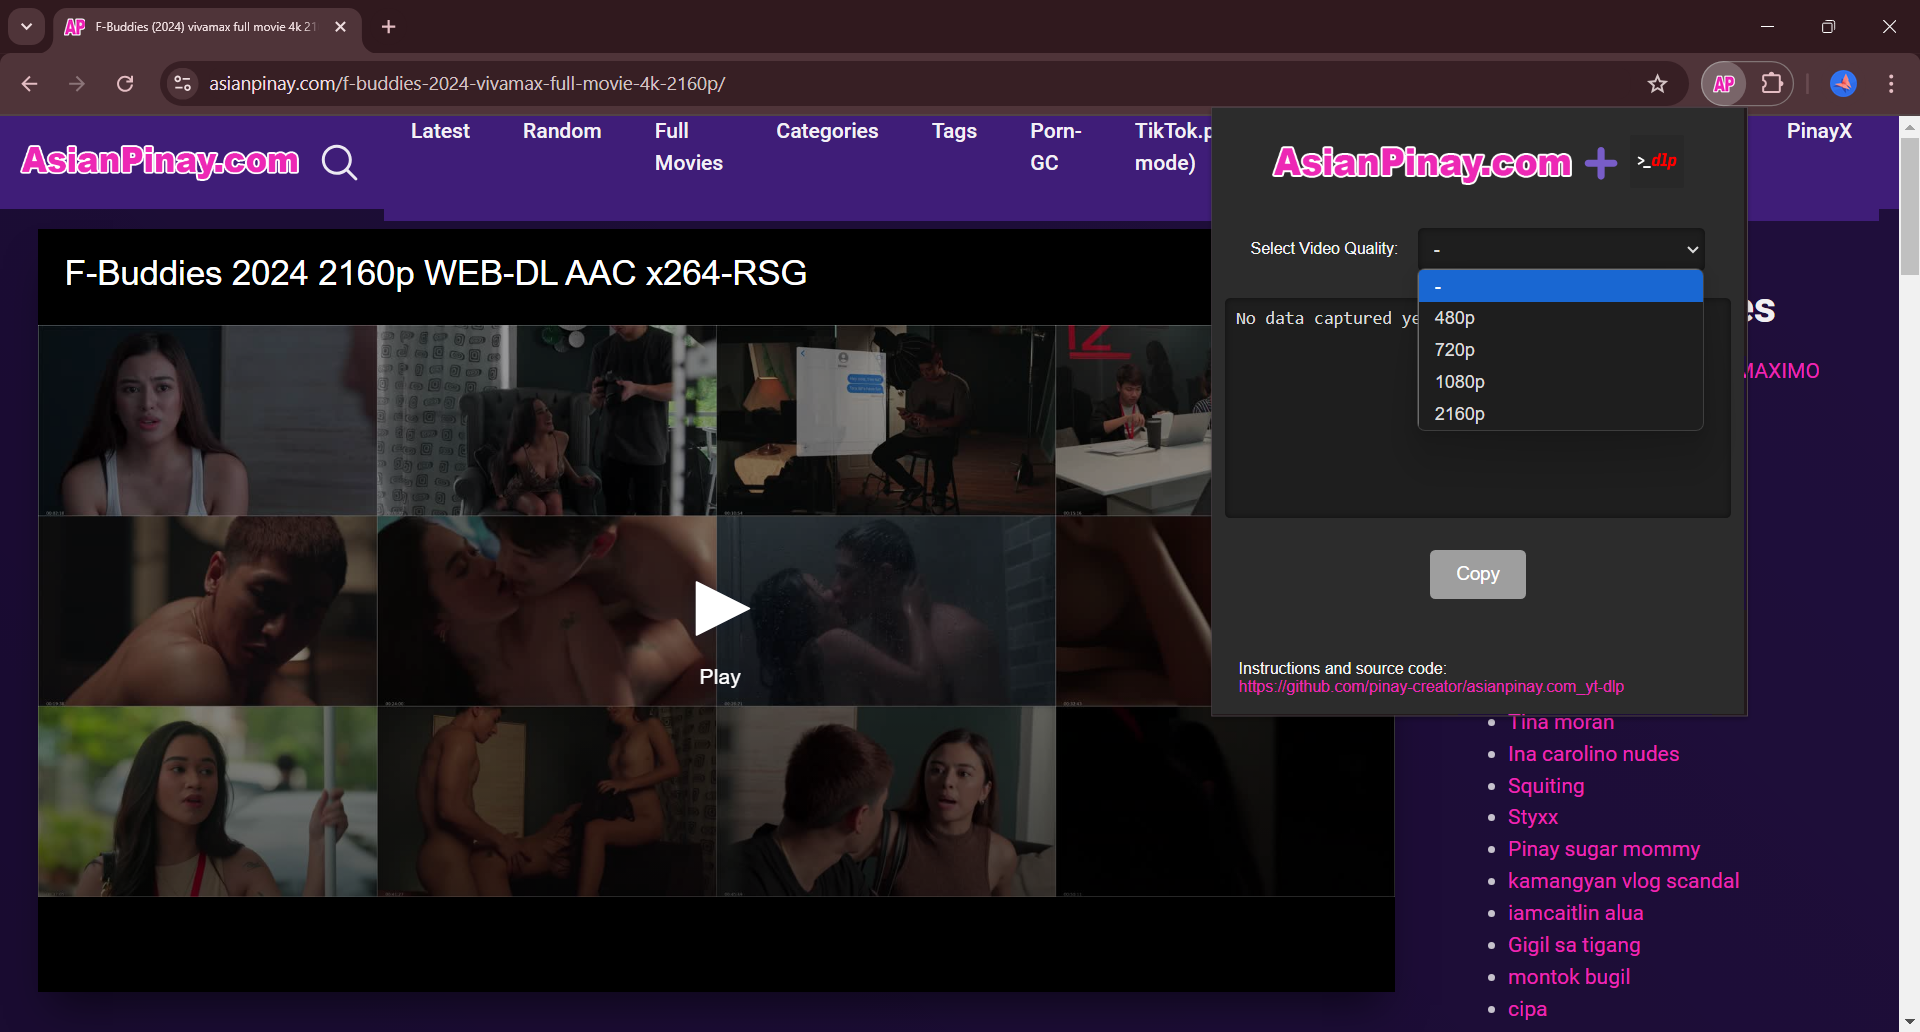 AP F-Buddies (2024) vivamax full movie 4k 21
asianpinay.com/f-buddies-2024-vivamax-full-movie-4k-2160p/
AP
AsianPinay.com
Latest
Random
Full
Movies
Categories
Tags
Porn-
GC
TikTok.p
mode)
PinayX
AsianPinay.com + >_dlp
Select Video Quality:
-
-
480p
720p
1080p
2160p
No data captured ye
Copy
Instructions and source code:
https://github.com/pinay-creator/asianpinay.com_yt-dlp
F-Buddies 2024 2160p WEB-DL AAC x264-RSG
12
Play
es
MAXIMO
Tina moran
Ina carolino nudes
Squiting
Styxx
Pinay sugar mommy
kamangyan vlog scandal
iamcaitlin alua
Gigil sa tigang
montok bugil
cipa